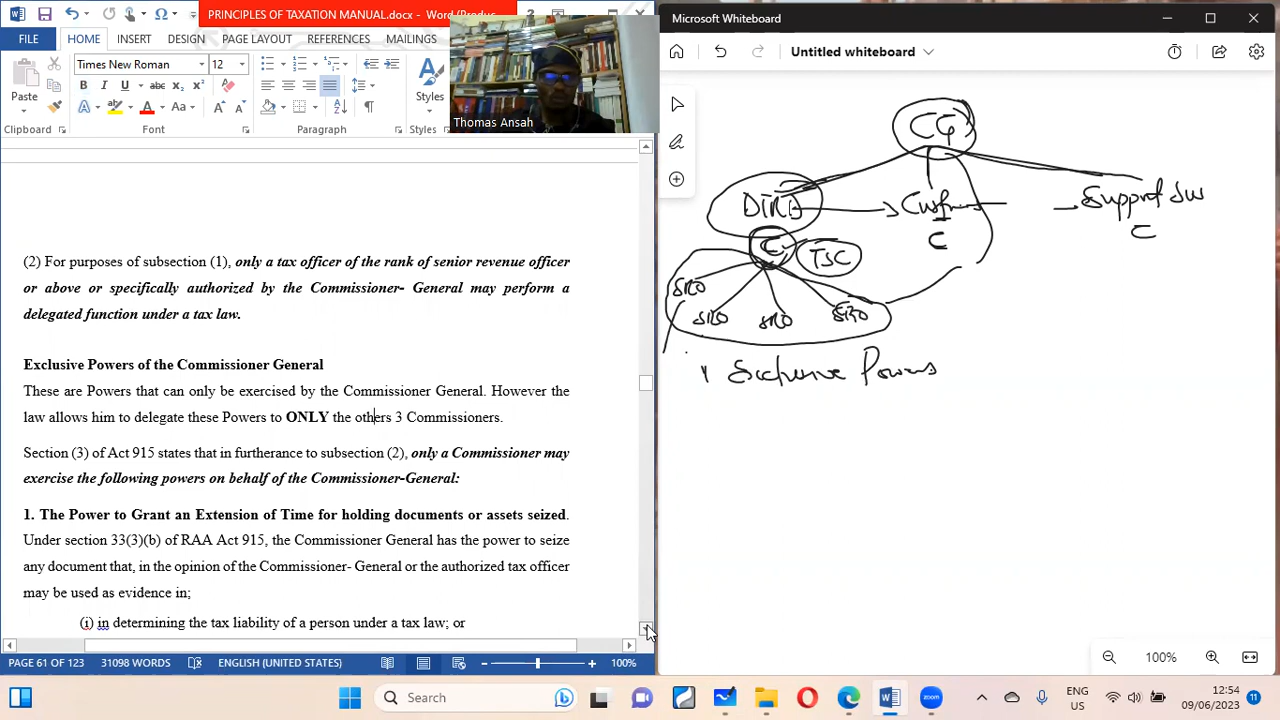 PRINCIPLES OF TAXATION MANUAL.docx - Word (Produc
FILE HOME INSERT DESIGN PAGE LAYOUT REFERENCES MAILINGS
Paste Times New Roman 12 Styles
B I U abc X₂ X²
A Aa A A
Clipboard Font Paragraph Styles
Thomas Ansah
(2) For purposes of subsection (1), only a tax officer of the rank of senior revenue officer
or above or specifically authorized by the Commissioner- General may perform a
delegated function under a tax law.
Exclusive Powers of the Commissioner General
These are Powers that can only be exercised by the Commissioner General. However the
law allows him to delegate these Powers to ONLY the others 3 Commissioners.
Section (3) of Act 915 states that in furtherance to subsection (2), only a Commissioner may
exercise the following powers on behalf of the Commissioner-General:
1. The Power to Grant an Extension of Time for holding documents or assets seized.
Under section 33(3)(b) of RAA Act 915, the Commissioner General has the power to seize
any document that, in the opinion of the Commissioner- General or the authorized tax officer
may be used as evidence in;
(i) in determining the tax liability of a person under a tax law; or
PAGE 61 OF 123 31098 WORDS ENGLISH (UNITED STATES) 100%
Microsoft Whiteboard
Untitled whiteboard
CG
DTRD Support
C C
C TSC
SRO
SRO SRO SRO
Exclusive Powers
100%
Search
ENG
US
12:54
09/06/2023